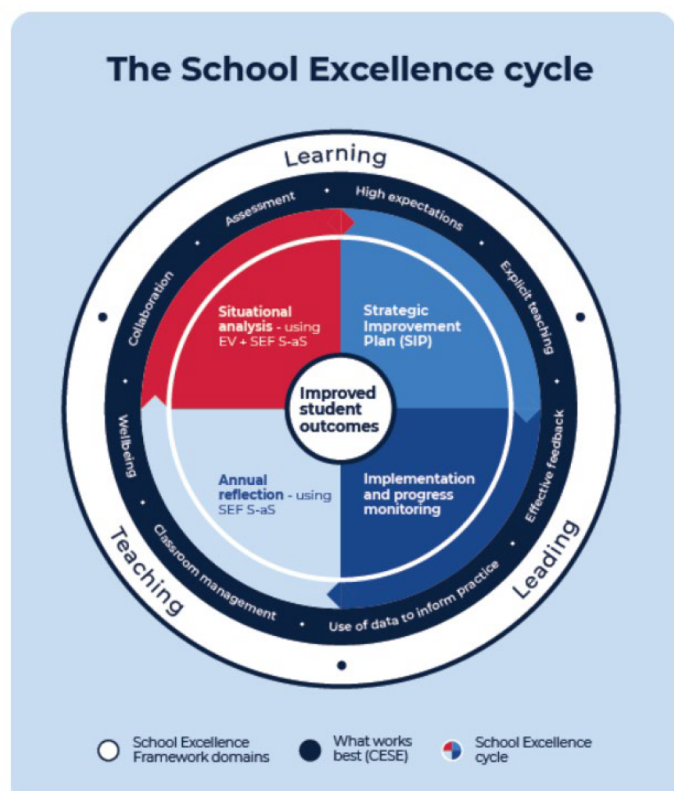 The School Excellence cycle
Learning
Assessment • High expectations
Collaboration
Explicit teaching
Situational
analysis - using
EV + SEF S-aS
Strategic
Improvement
Plan (SIP)
Improved
student
outcomes
Wellbeing
Effective feedback
Annual
reflection - using
SEF S-aS
Implementation
and progress
monitoring
Classroom management
Use of data to inform practice
Teaching
Leading
School Excellence
Framework domains
What works
best (CESE)
School Excellence
cycle